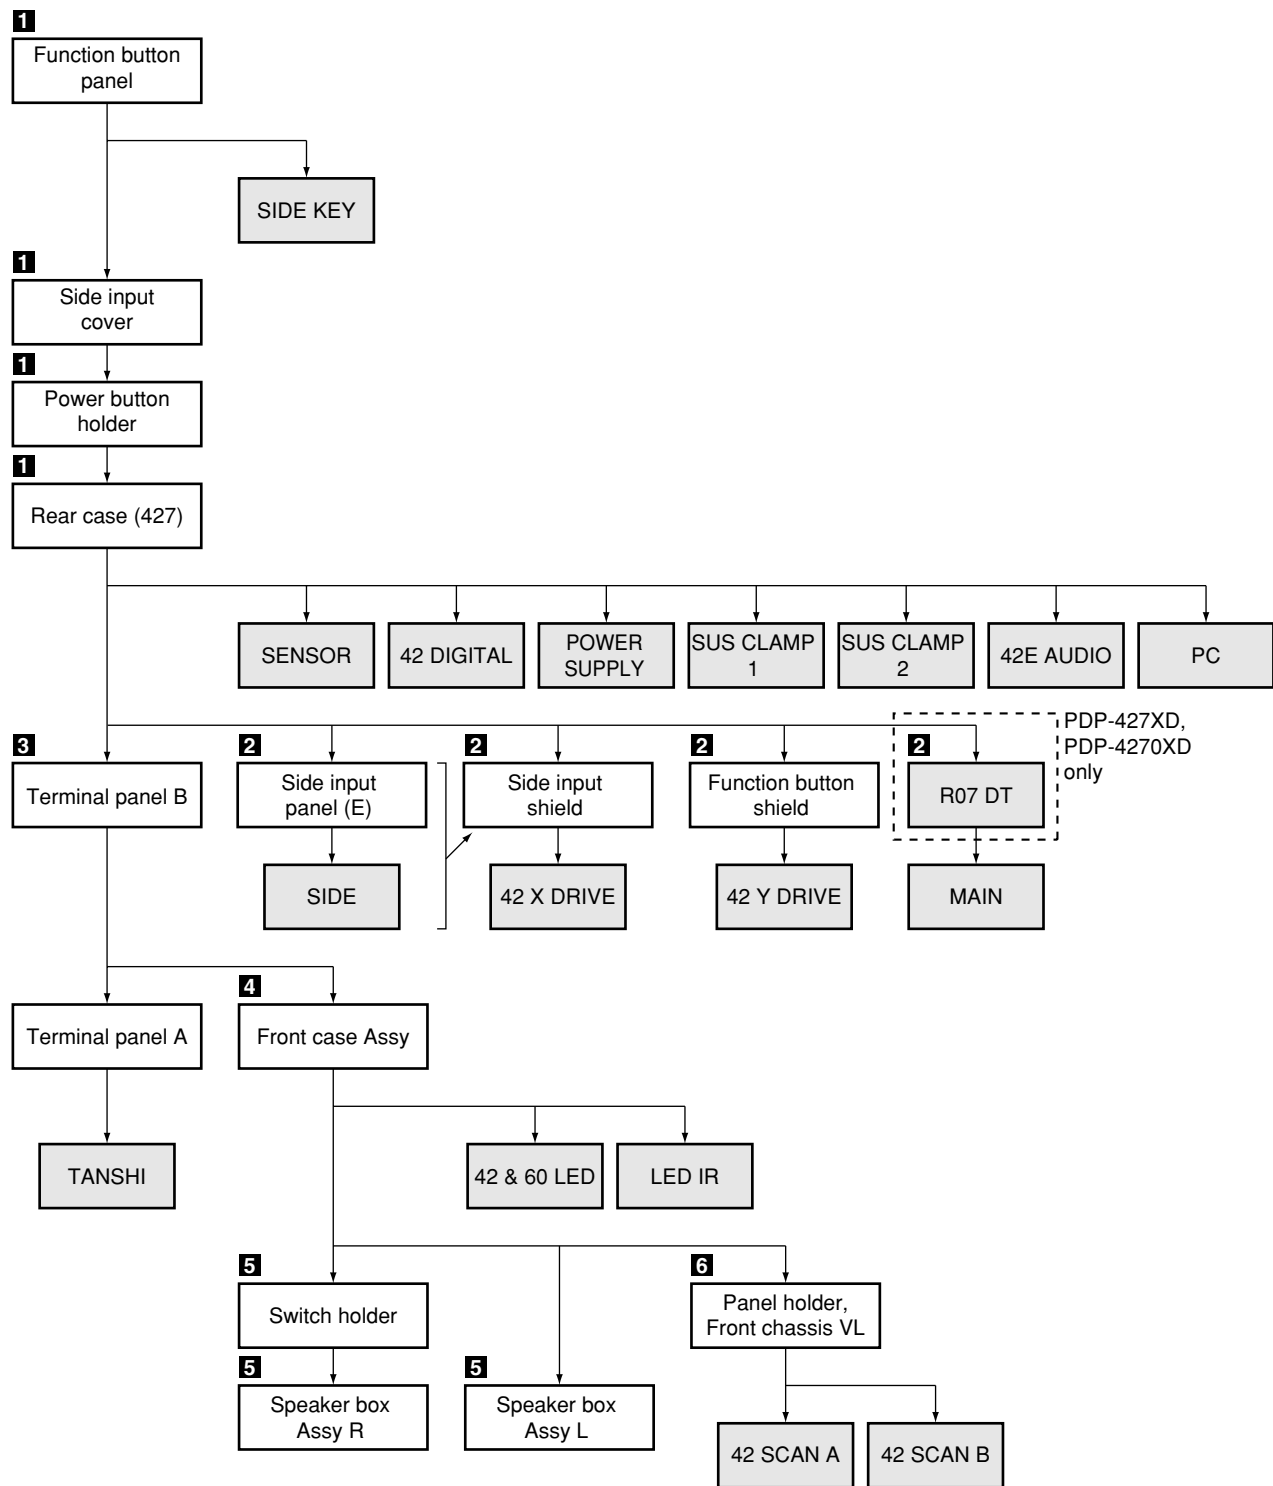 1
Function button
panel
SIDE KEY
1
Side input
cover
1
Power button
holder
1
Rear case (427)
SENSOR
42 DIGITAL
POWER
SUPPLY
SUS CLAMP
1
SUS CLAMP
2
42E AUDIO
PC
3
Terminal panel B
2
Side input
panel (E)
2
Side input
shield
2
Function button
shield
2
R07 DT
PDP-427XD,
PDP-4270XD
only
SIDE
42 X DRIVE
42 Y DRIVE
MAIN
Terminal panel A
4
Front case Assy
TANSHI
42 & 60 LED
LED IR
5
Switch holder
6
Panel holder,
Front chassis VL
5
Speaker box
Assy R
5
Speaker box
Assy L
42 SCAN A
42 SCAN B